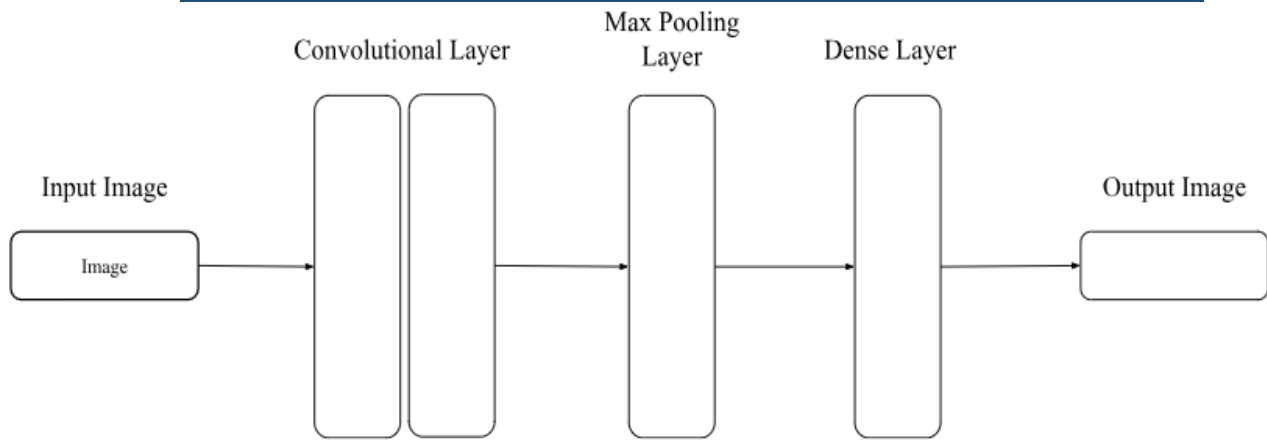 Max Pooling
Layer
Convolutional Layer
Dense Layer
Input Image
Output Image
Image